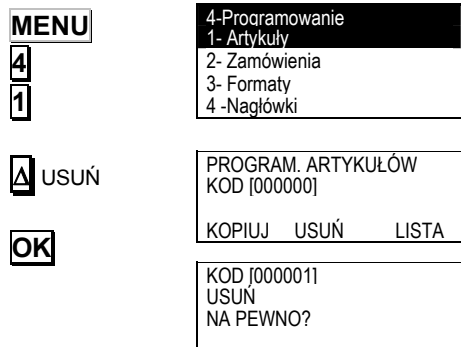 MENU
4
1
4-Programowanie
1- Artykuły
2- Zamówienia
3- Formaty
4 -Nagłówki
Δ USUŃ
PROGRAM. ARTYKUŁÓW
KOD [000000]
KOPIUJ USUŃ LISTA
OK
KOD [000001]
USUŃ
NA PEWNO?